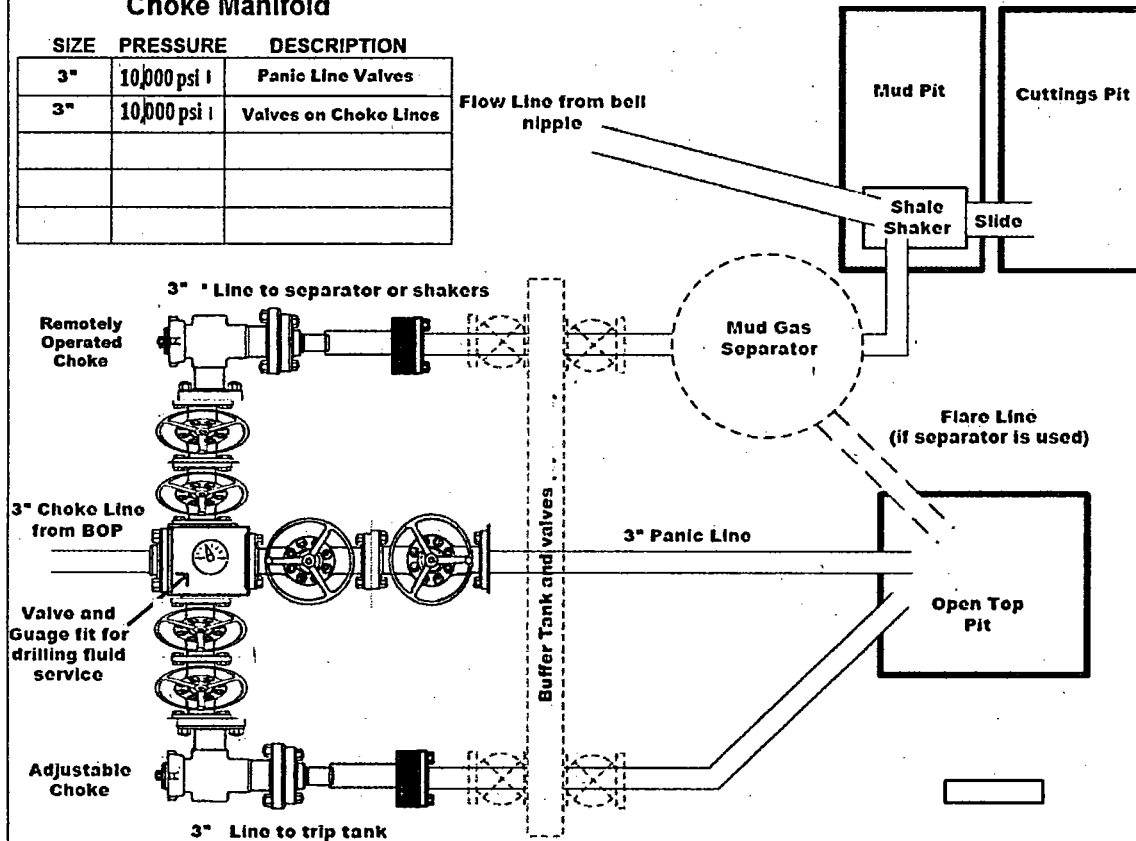 Choke Manifold
SIZE PRESSURE DESCRIPTION
3" 10,000 psi Panic Line Valves
3" 10,000 psi Valves on Choke Lines
Flow Line from bell
nipple
Mud Pit
Cuttings Pit
Shale
Shaker
Slide
3" Line to separator or shakers
Remotely
Operated
Choke
Mud Gas
Separator
Flare Line
(if separator is used)
3" Choke Line
from BOP
3" Panic Line
Buffer Tank and valves
Open Top
Pit
Valve and
Guage fit for
drilling fluid
service
Adjustable
Choke
3" Line to trip tank